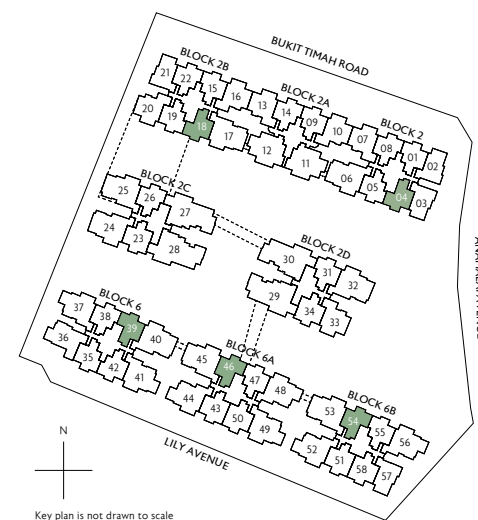 BUKIT TIMAH ROAD
BLOCK 2B
21 22 15 16 13 14 09 10 07 08 01 02
BLOCK 2A
BLOCK 2
20 19 18 17 12 11 06 05 04 03
BLOCK 2C
25 26 27
24 23 28
BLOCK 2D
30 31 32
29 34 33
BLOCK 6
37 38 39 40
36 35 42 41
BLOCK 6A
45 46 47 48
44 43 50 49
BLOCK 6B
53 54 55 56
52 51 58 57
LILY AVENUE
N
Key plan is not drawn to scale